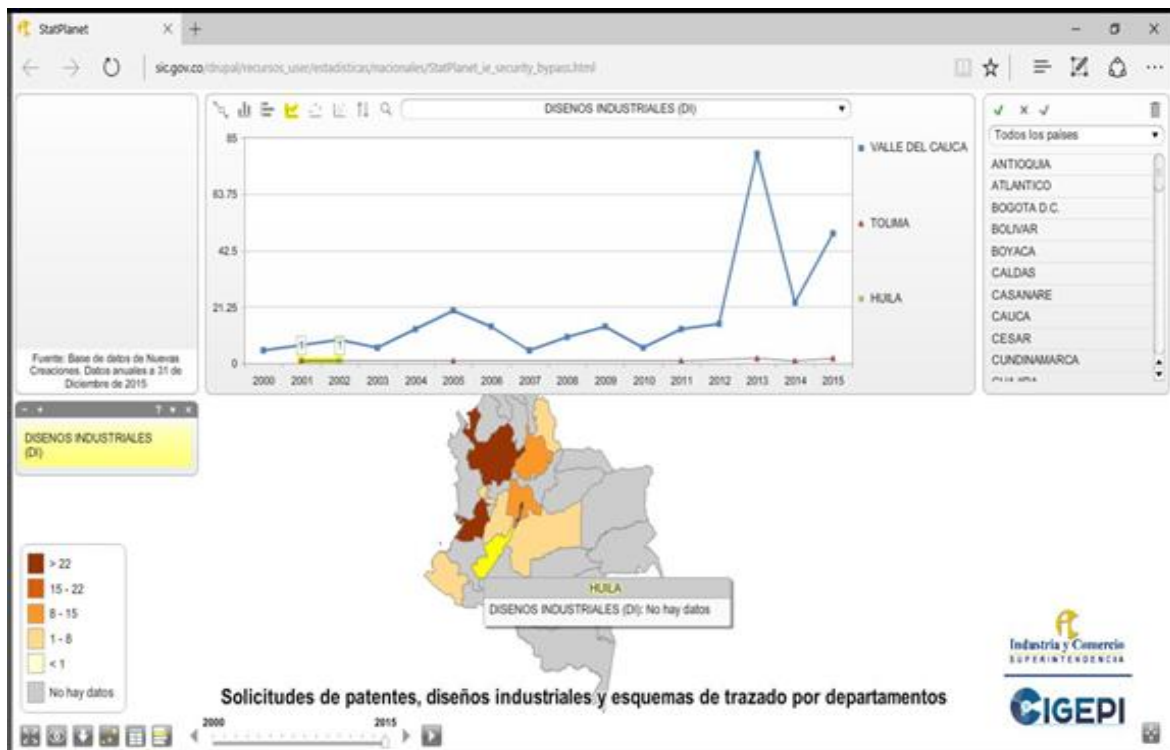 StatPlanet
sic.gov.co/drupal/recursos_user/estadisticas/nacionales/StatPlanet_ie_security_bypass.html
DISENOS INDUSTRIALES (DI)
85
63.75
42.5
21.25
0
1 1
2000 2001 2002 2003 2004 2005 2006 2007 2008 2009 2010 2011 2012 2013 2014 2015
VALLE DEL CAUCA
TOLIMA
HUILA
Todos los países
ANTIOQUIA
ATLANTICO
BOGOTA D.C.
BOLIVAR
BOYACA
CALDAS
CASANARE
CAUCA
CESAR
CUNDINAMARCA
Fuente: Base de datos de Nuevas
Creaciones. Datos anuales a 31 de
Diciembre de 2015
DISENOS INDUSTRIALES
(DI)
HUILA
DISENOS INDUSTRIALES (DI): No hay datos
> 22
15 - 22
8 - 15
1 - 8
< 1
No hay datos
Solicitudes de patentes, diseños industriales y esquemas de trazado por departamentos
2000 2015
Industria y Comercio
SUPERINTENDENCIA
CIGEPI